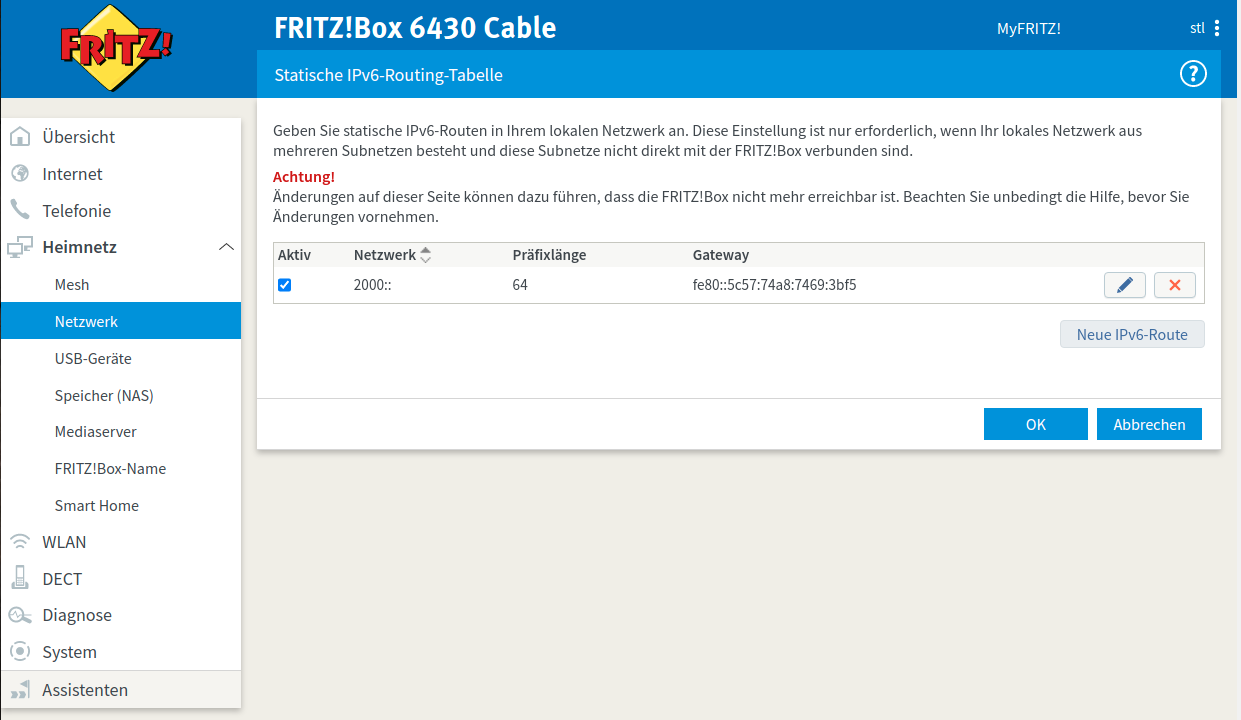 FRITZ!
FRITZ!Box 6430 Cable
MyFRITZ!
stl
Statische IPv6-Routing-Tabelle
?
Übersicht
Internet
Telefonie
Heimnetz
Mesh
Netzwerk
USB-Geräte
Speicher (NAS)
Mediaserver
FRITZ!Box-Name
Smart Home
WLAN
DECT
Diagnose
System
Assistenten
Geben Sie statische IPv6-Routen in Ihrem lokalen Netzwerk an. Diese Einstellung ist nur erforderlich, wenn Ihr lokales Netzwerk aus
mehreren Subnetzen besteht und diese Subnetze nicht direkt mit der FRITZ!Box verbunden sind.
Achtung!
Änderungen auf dieser Seite können dazu führen, dass die FRITZ!Box nicht mehr erreichbar ist. Beachten Sie unbedingt die Hilfe, bevor Sie
Änderungen vornehmen.
Aktiv Netzwerk Präfixlänge Gateway
2000:: 64 fe80::5c57:74a8:7469:3bf5
Neue IPv6-Route
OK Abbrechen